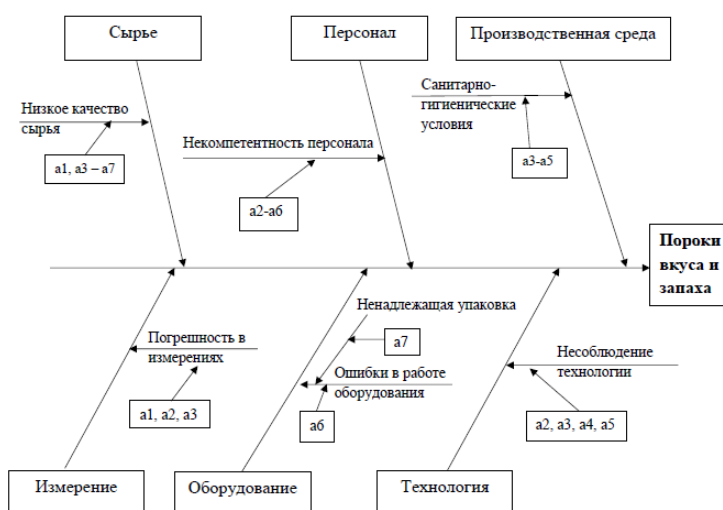 Сырье
Персонал
Производственная среда
Санитарно-
гигиенические
условия
Низкое качество
сырья
Некомпетентность персонала
а1, а3 – а7
а3-а5
а2-а6
Пороки
вкуса и
запаха
Ненадлежащая упаковка
Погрешность в
измерениях
а7
Несоблюдение
технологии
Ошибки в работе
оборудования
а1, а2, а3
а6
а2, а3, а4, а5
Измерение
Оборудование
Технология